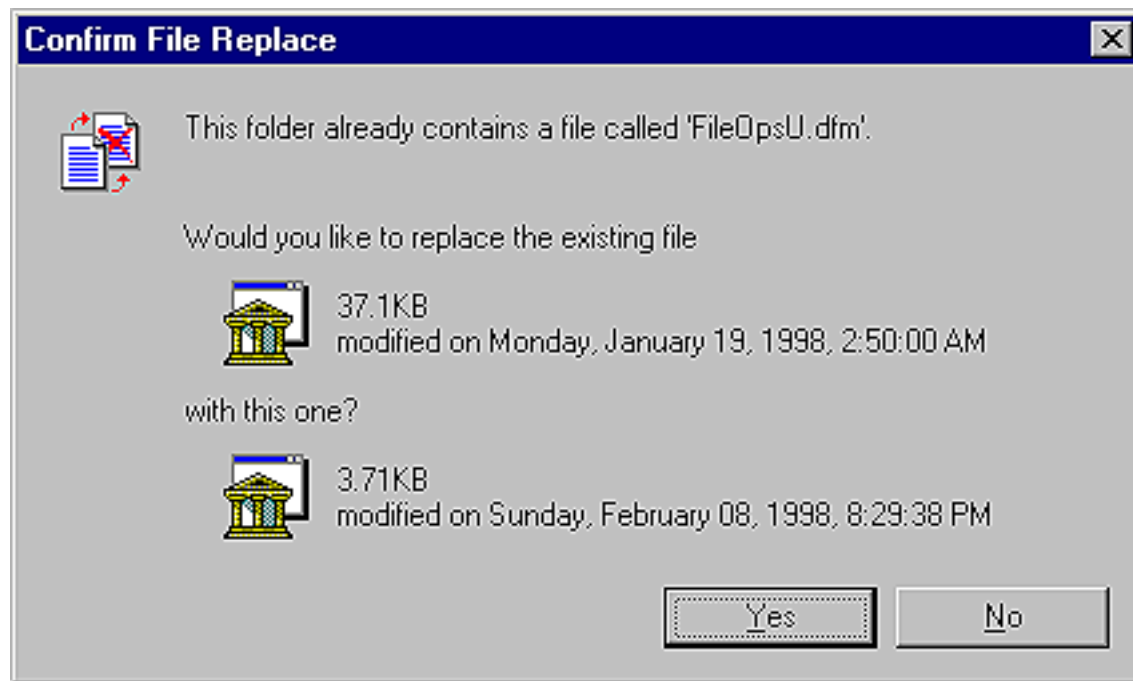 Confirm File Replace
This folder already contains a file called 'FileOpsU.dfm'.
Would you like to replace the existing file
37.1KB
modified on Monday, January 19, 1998, 2:50:00 AM
with this one?
3.71KB
modified on Sunday, February 08, 1998, 8:29:38 PM
Yes No